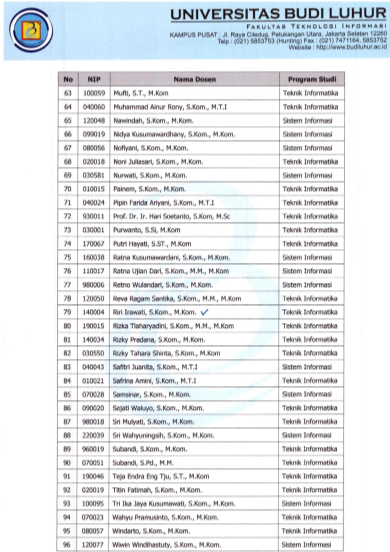 UNIVERSITAS BUDI LUHUR
FAKULTAS TEKNOLOGI INFORMASI
KAMPUS PUSAT : Jl. Raya Ciledug, Petukangan Utara, Jakarta Selatan 12260
Telp : (021) 5853753 (Hunting) Fax : (021) 7471164, 5853752
Website : http://www.budiluhur.ac.id
No NIP Nama Dosen Program Studi
63 100059 Mufti, S.T., M.Kom Teknik Informatika
64 040060 Muhammad Ainur Rony, S.Kom., M.T.I Teknik Informatika
65 120048 Nawindah, S.Kom., M.Kom. Sistem Informasi
66 099019 Nidya Kusumawardhany, S.Kom., M.Kom. Sistem Informasi
67 080056 Nofiyani, S.Kom., M.Kom. Sistem Informasi
68 020018 Noni Juliasari, S.Kom., M.Kom. Teknik Informatika
69 030581 Nurwati, S.Kom., M.Kom. Sistem Informasi
70 010015 Painem, S.Kom., M.Kom. Teknik Informatika
71 040024 Pipin Farida Ariyani, S.Kom., M.T.I Teknik Informatika
72 930011 Prof. Dr. Ir. Hari Soetanto, S.Kom, M.Sc Teknik Informatika
73 030001 Purwanto, S.Si, M.Kom Teknik Informatika
74 170067 Putri Hayati, S.ST., M.Kom Teknik Informatika
75 160038 Ratna Kusumawardani, S.Kom., M.Kom. Sistem Informasi
76 110017 Ratna Ujian Dari, S.Kom., M.M., M.Kom Sistem Informasi
77 980006 Retno Wulandari, S.Kom., M.Kom. Sistem Informasi
78 120050 Reva Ragam Santika, S.Kom., M.M., M.Kom Teknik Informatika
79 140004 Riri Irawati, S.Kom., M.Kom. Teknik Informatika
80 190015 Rizka Tiaharyadini, S.Kom., M.M., M.Kom Teknik Informatika
81 140034 Rizky Pradana, S.Kom., M.Kom. Teknik Informatika
82 030550 Rizky Tahara Shinta, S.Kom., M.Kom Teknik Informatika
83 040043 Safitri Juanita, S.Kom., M.T.I Sistem Informasi
84 010021 Safrina Amini, S.Kom., M.T.I Teknik Informatika
85 070028 Samsinar, S.Kom., M.Kom. Sistem Informasi
86 090020 Sejati Waluyo, S.Kom., M.Kom. Teknik Informatika
87 980018 Sri Mulyati, S.Kom., M.Kom. Teknik Informatika
88 220039 Sri Wahyuningsih, S.Kom., M.Kom Sistem Informasi
89 960019 Subandi, S.Kom., M.Kom. Teknik Informatika
90 070051 Subandi, S.Pd., M.M. Teknik Informatika
91 190046 Teja Endra Eng Tju, S.T., M.Kom Teknik Informatika
92 020019 Titin Fatimah, S.Kom., M.Kom. Teknik Informatika
93 100095 Tri Ika Jaya Kusumawati, S.Kom., M.Kom. Sistem Informasi
94 070023 Wahyu Pramusinto, S.Kom., M.Kom Teknik Informatika
95 080057 Windarto, S.Kom., M.Kom. Teknik Informatika
96 120077 Wiwin Windihastuty, S.Kom., M.Kom Sistem Informasi